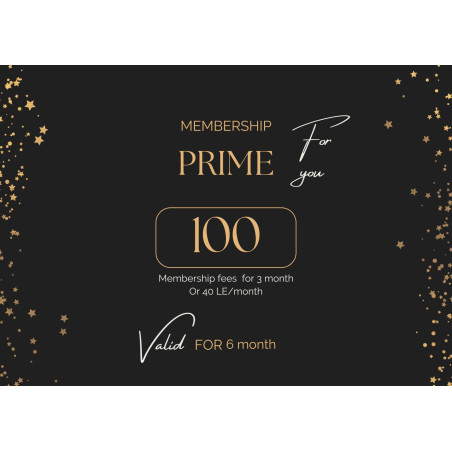 MEMBERSHIP
PRIME
For
you
100
Membership fees for 3 month
Or 40 LE/month
Valid FOR 6 month